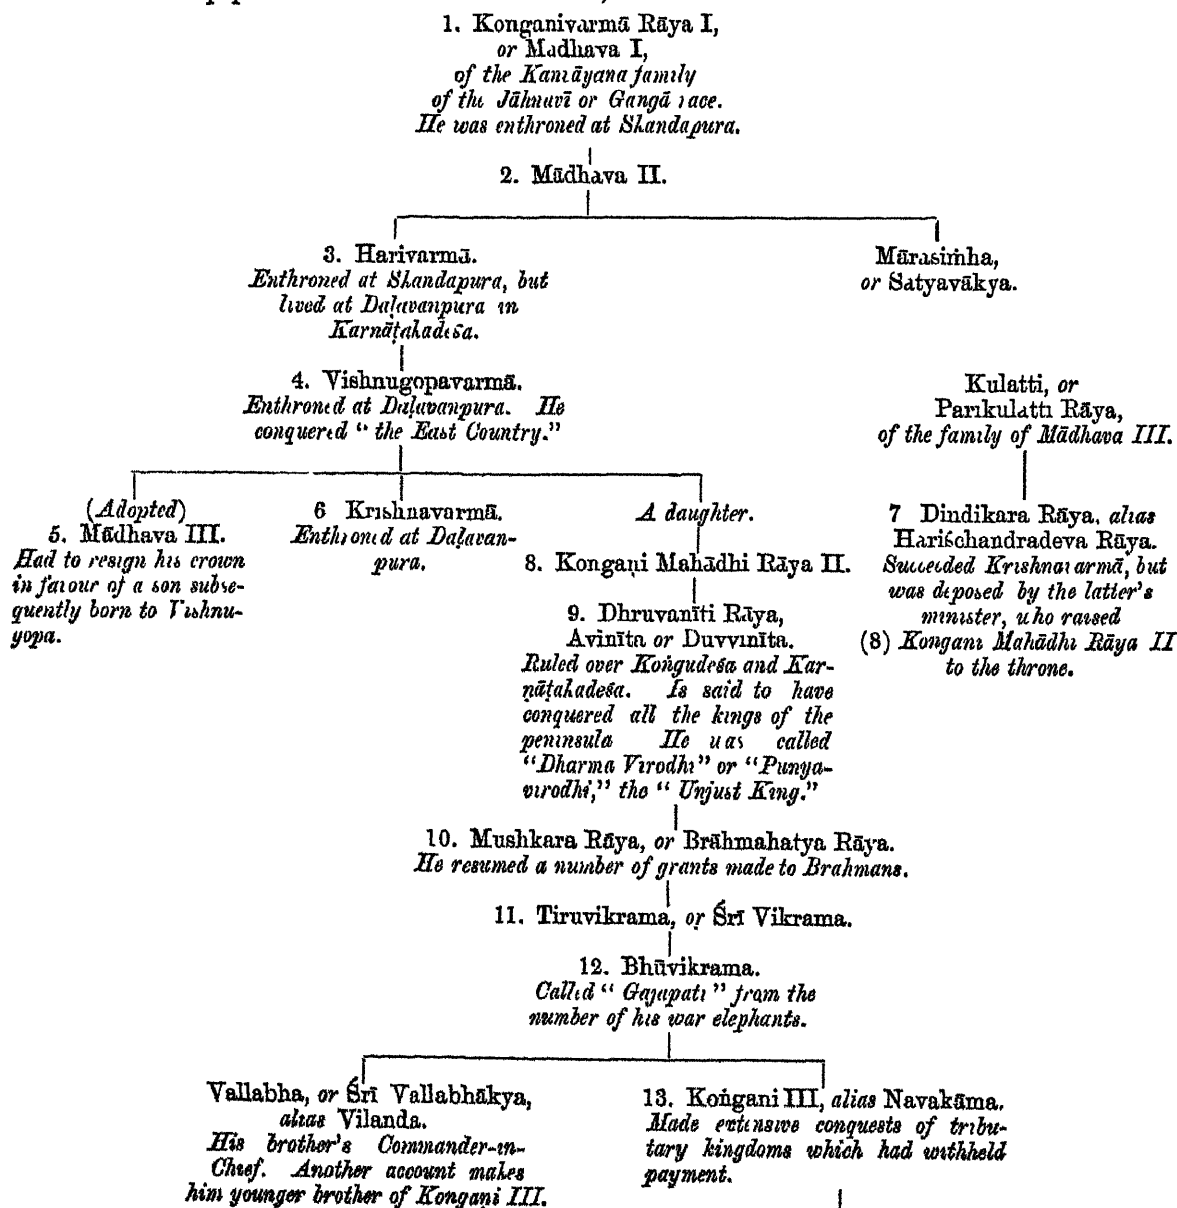 1. Konganivarmā Rāya I,
or Mādhava I,
of the Kaṇvāyana family
of the Jāhnavī or Gangā race.
He was enthroned at Skandapura.
2. Mādhava II.
3. Harivarmā.
Enthroned at Skandapura, but
lived at Daḷavanpura in
Karnāṭakadeśa.
Mārasiṁha,
or Satyavākya.
4. Vishnugopavarmā.
Enthroned at Daḷavanpura. He
conquered “the East Country.”
Kulatti, or
Parikulatti Rāya,
of the family of Mādhava III.
(Adopted)
5. Mādhava III.
Had to resign his crown
in favour of a son subse-
quently born to Vishnu-
gopa.
6 Krishnavarmā.
Enthroned at Daḷavan-
pura.
A daughter.
8. Kongaṇi Mahādhi Rāya II.
7 Dindikara Rāya, alias
Hariśchandradeva Rāya.
Succeeded Krishnavarmā, but
was deposed by the latter’s
minister, who raised
(8) Kongani Mahādhi Rāya II
to the throne.
9. Dhruvanīti Rāya,
Avinīta or Duvvinīta.
Ruled over Koṅgudeśa and Kar-
ṇāṭakadeśa. Is said to have
conquered all the kings of the
peninsula He was called
“Dharma Virodhi” or “Punya-
virodhi,” the “Unjust King.”
10. Mushkara Rāya, or Brāhmahatya Rāya.
He resumed a number of grants made to Brahmans.
11. Tiruvikrama, or Śrī Vikrama.
12. Bhūvikrama.
Called “Gajapati” from the
number of his war elephants.
Vallabha, or Śrī Vallabhākya,
alias Vilanda.
His brother’s Commander-in-
Chief. Another account makes
him younger brother of Kongaṇi III.
13. Koṅgani III, alias Navakāma.
Made extensive conquests of tribu-
tary kingdoms which had withheld
payment.